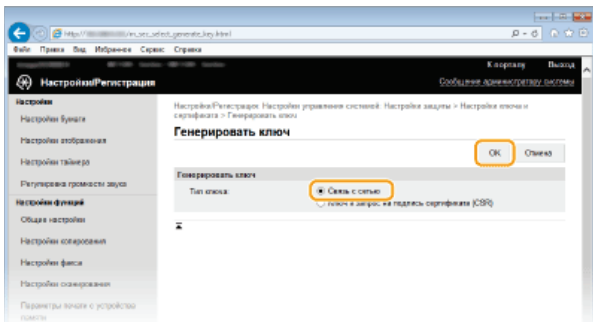 http://
/m_sec_select_generate_key.html
Файл Правка Вид Избранное Сервис Справка
К порталу Выход
Настройки/Регистрация
Сообщение администратору системы
Настройки
Настройки бумаги
Настройки отображения
Настройки таймера
Регулировка громкости звука
Настройки функций
Общие настройки
Настройки копирования
Настройки факса
Настройки сканирования
Параметры печати с устройства
памяти
Настройки/Регистрация: Настройки управления системой: Настройки защиты > Настройки ключа и
сертификата > Генерировать ключ
Генерировать ключ
OK Отмена
Генерировать ключ
Тип ключа:
Связь с сетью
Ключ и запрос на подпись сертификата (CSR)